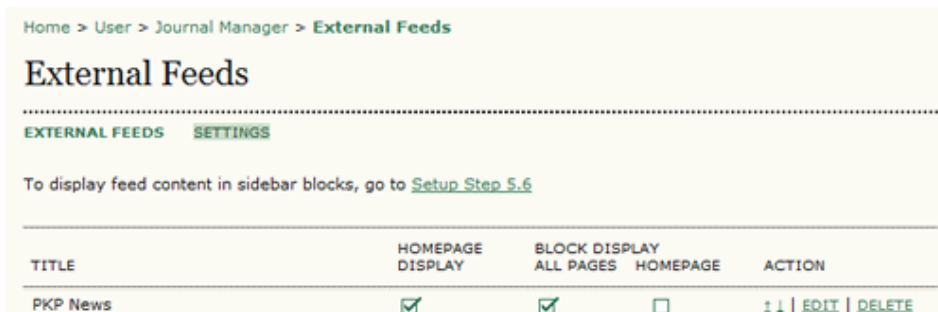 Home > User > Journal Manager > External Feeds
External Feeds
EXTERNAL FEEDS SETTINGS
To display feed content in sidebar blocks, go to Setup Step 5.6
HOMEPAGE BLOCK DISPLAY
TITLE DISPLAY ALL PAGES HOMEPAGE ACTION
PKP News ↑ ↓ | EDIT | DELETE